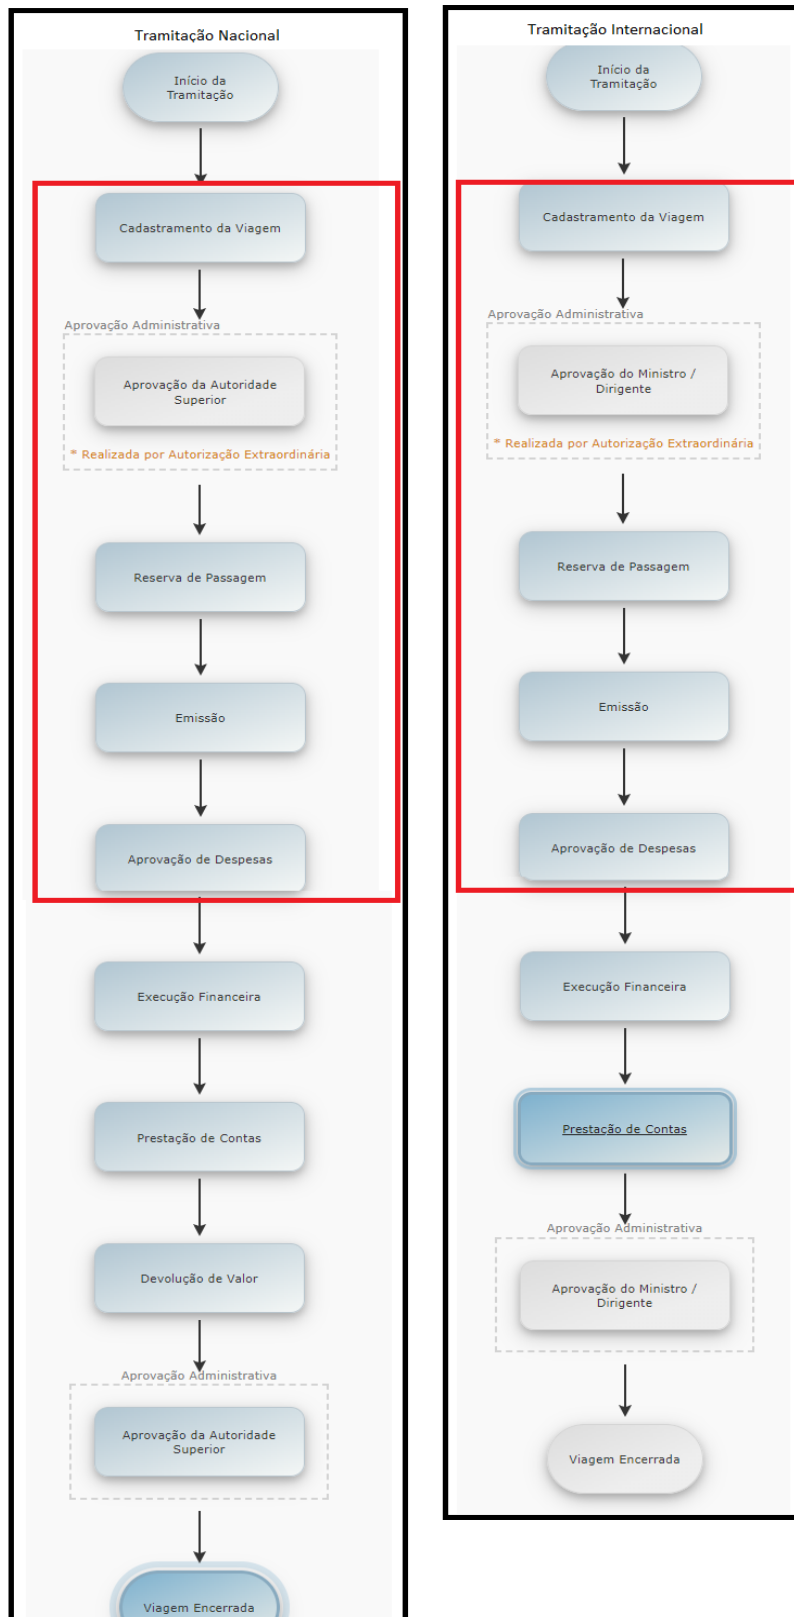 Tramitação Nacional
Início da
Tramitação
Cadastramento da Viagem
Aprovação Administrativa
Aprovação da Autoridade
Superior
* Realizada por Autorização Extraordinária
Reserva de Passagem
Emissão
Aprovação de Despesas
Execução Financeira
Prestação de Contas
Devolução de Valor
Aprovação Administrativa
Aprovação da Autoridade
Superior
Viagem Encerrada
Tramitação Internacional
Início da
Tramitação
Cadastramento da Viagem
Aprovação Administrativa
Aprovação do Ministro /
Dirigente
* Realizada por Autorização Extraordinária
Reserva de Passagem
Emissão
Aprovação de Despesas
Execução Financeira
Prestação de Contas
Aprovação Administrativa
Aprovação do Ministro /
Dirigente
Viagem Encerrada